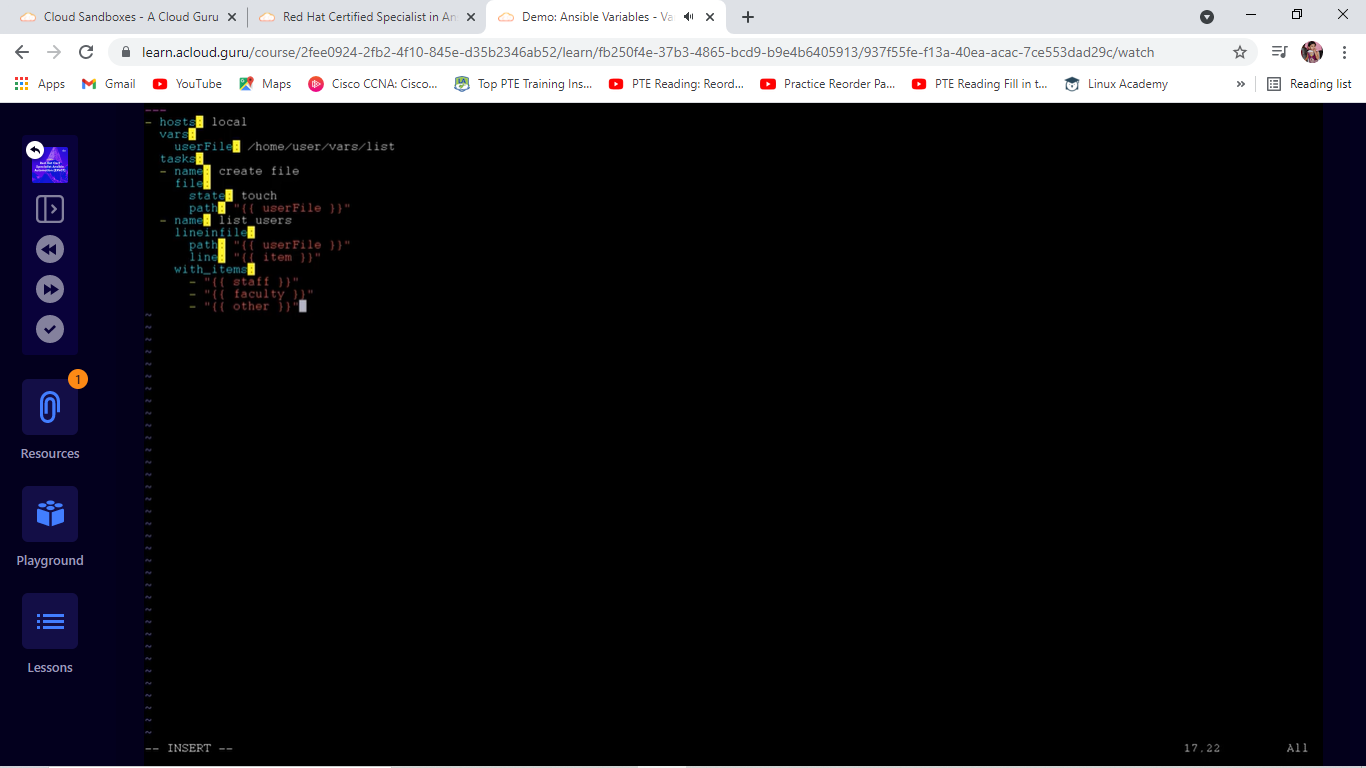 Cloud Sandboxes - A Cloud Guru
Red Hat Certified Specialist in An
Demo: Ansible Variables - Va
learn.acloud.guru/course/2fee0924-2fb2-4f10-845e-d35b2346ab52/learn/fb250f4e-37b3-4865-bcd9-b9e4b6405913/937f55fe-f13a-40ea-acac-7ce553dad29c/watch
Apps
Gmail
YouTube
Maps
Cisco CCNA: Cisco...
Top PTE Training Ins...
PTE Reading: Reord...
Practice Reorder Pa...
PTE Reading Fill in t...
Linux Academy
»
Reading list
---
- hosts: local
vars:
userFile: /home/user/vars/list
tasks:
- name: create file
file:
state: touch
path: "{{ userFile }}"
- name: list users
lineinfile:
path: "{{ userFile }}"
line: "{{ item }}"
with_items:
- "{{ staff }}"
- "{{ faculty }}"
- "{{ other }}"
1
Resources
Playground
Lessons
-- INSERT --
17,22
All